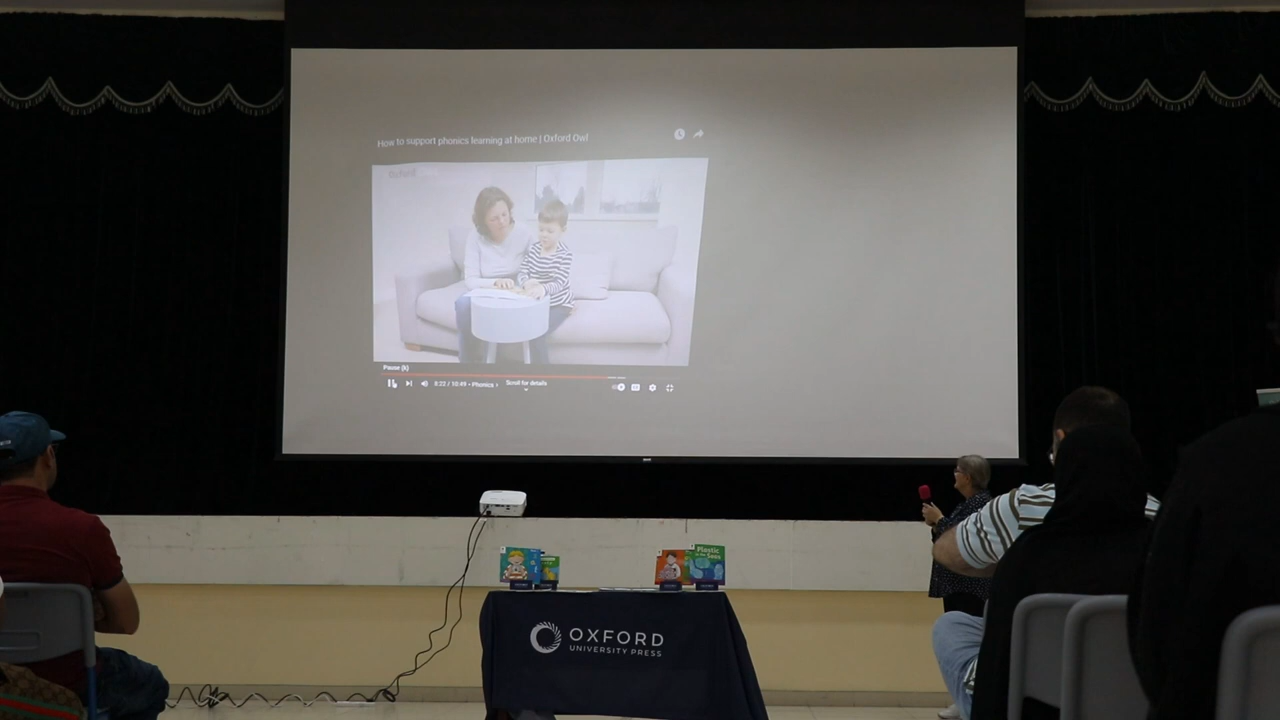 How to support phonics learning at home | Oxford Owl
Oxford
Pause (k)
8:22 / 10:49 • Phonics
Scroll for details
Plastic
in the
Seas
OXFORD
UNIVERSITY PRESS